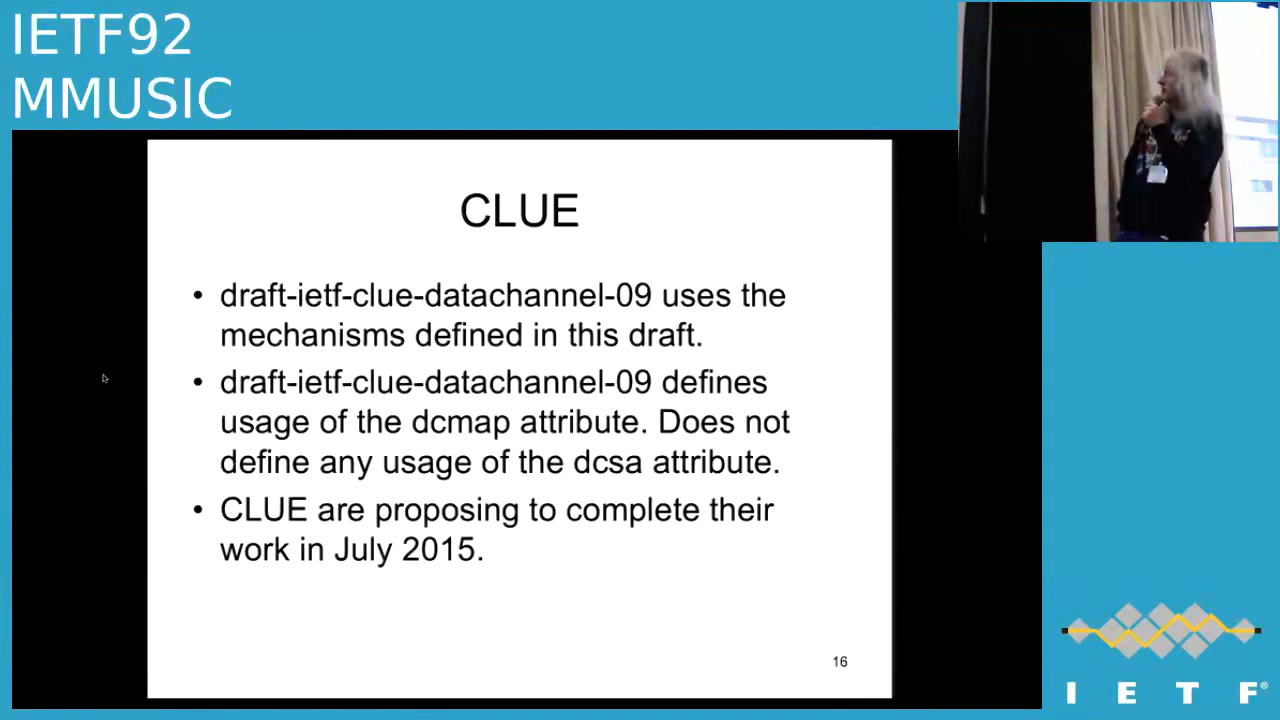 IETF92
MMUSIC
CLUE
• draft-ietf-clue-datachannel-09 uses the
mechanisms defined in this draft.
• draft-ietf-clue-datachannel-09 defines
usage of the dcmap attribute. Does not
define any usage of the dcsa attribute.
• CLUE are proposing to complete their
work in July 2015.
16
I E T F®